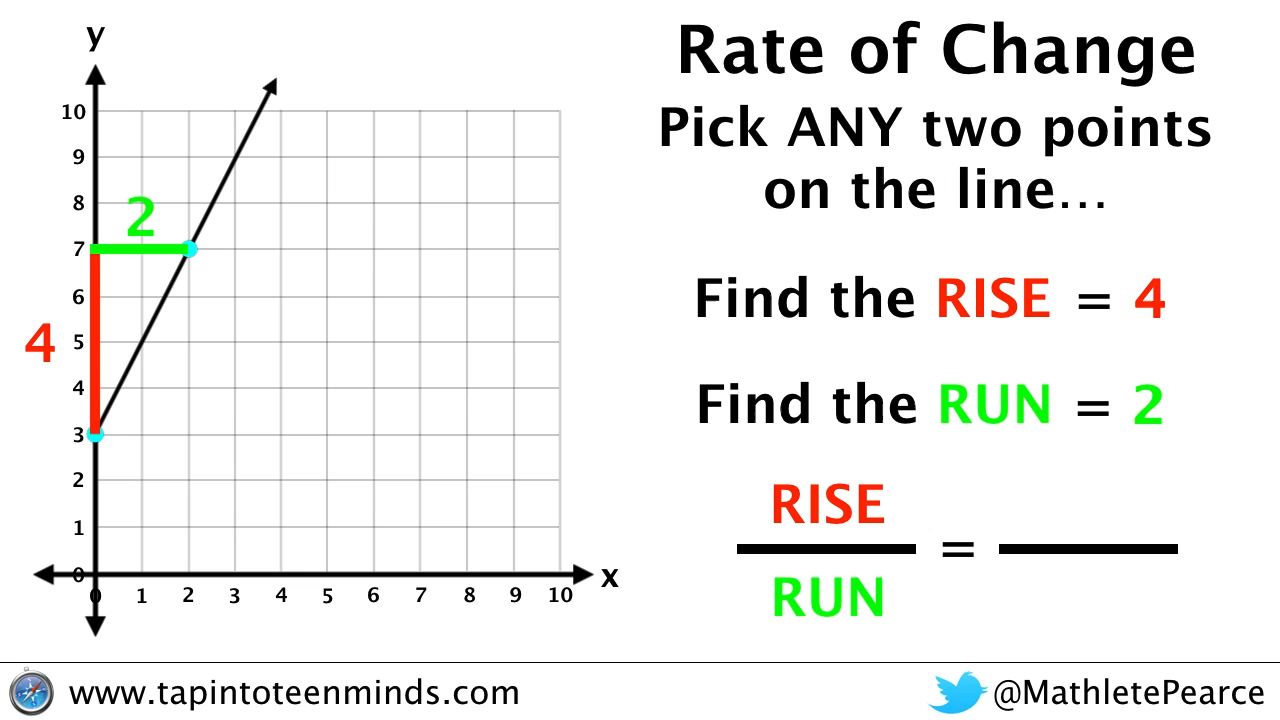 y
Rate of Change
Pick ANY two points
on the line...
10
9
8
7
6
5
4
3
2
1
0
2
4
0 1 2 3 4 5 6 7 8 9 10
x
Find the RISE = 4
Find the RUN = 2
RISE
=
RUN
www.tapintoteenminds.com
@MathletePearce